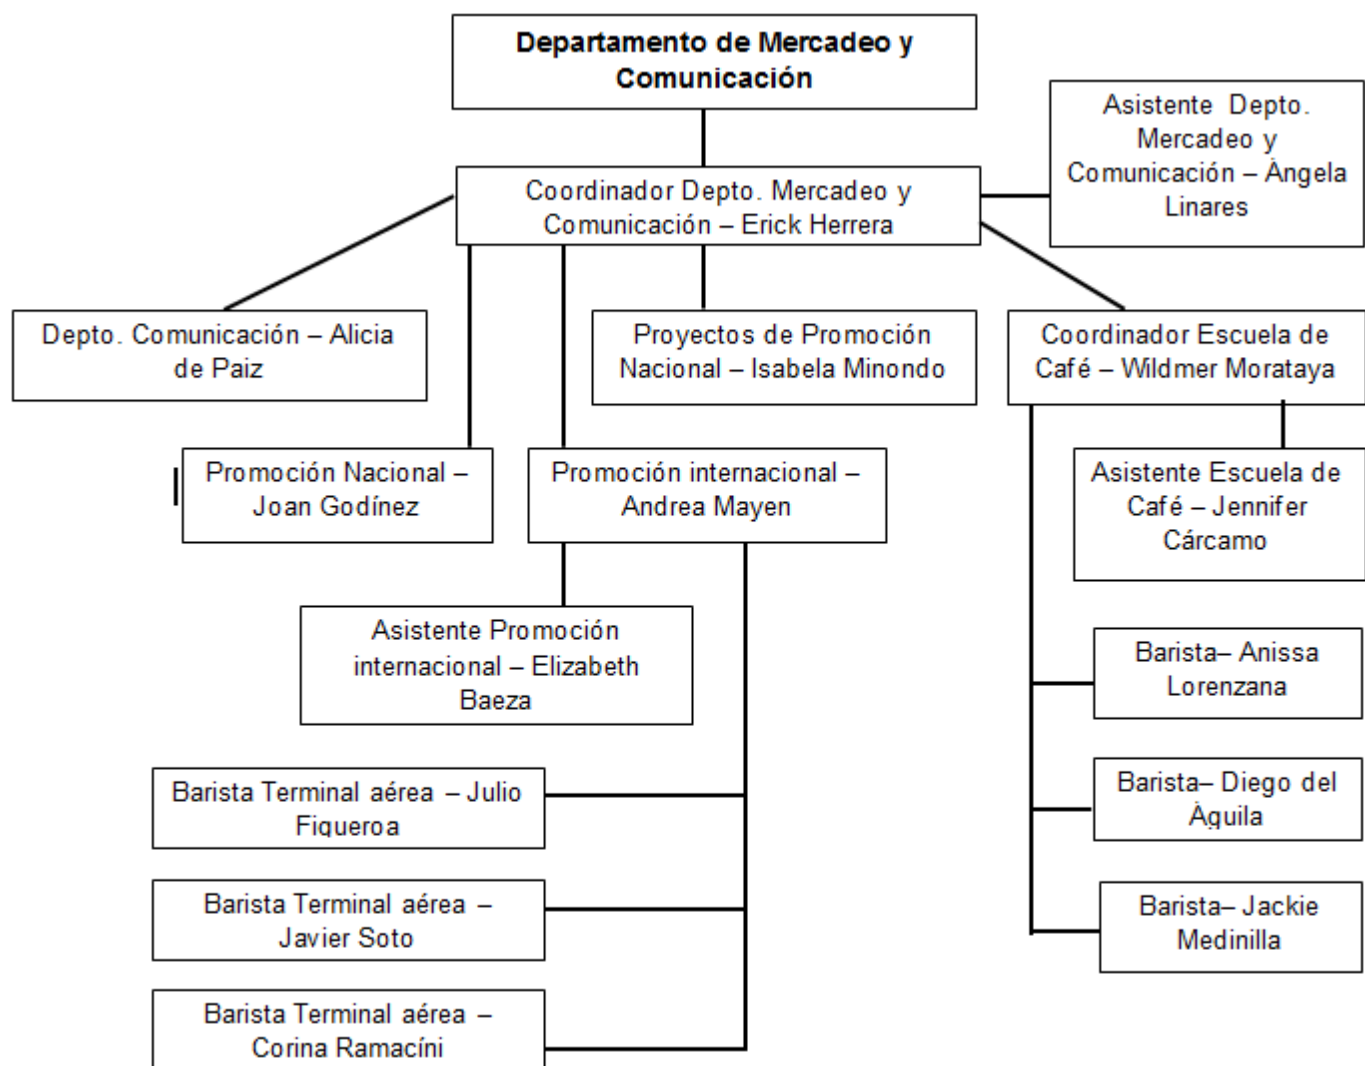 Departamento de Mercadeo y
Comunicación
Asistente Depto.
Mercadeo y
Comunicación – Ángela
Linares
Coordinador Depto. Mercadeo y
Comunicación – Erick Herrera
Depto. Comunicación – Alicia
de Paiz
Proyectos de Promoción
Nacional – Isabela Minondo
Coordinador Escuela de
Café – Wildmer Morataya
Promoción Nacional –
Joan Godínez
Promoción internacional –
Andrea Mayen
Asistente Escuela de
Café – Jennifer
Cárcamo
Asistente Promoción
internacional – Elizabeth
Baeza
Barista– Anissa
Lorenzana
Barista Terminal aérea – Julio
Figueroa
Barista– Diego del
Águila
Barista Terminal aérea –
Javier Soto
Barista– Jackie
Medinilla
Barista Terminal aérea –
Corina Ramacíni